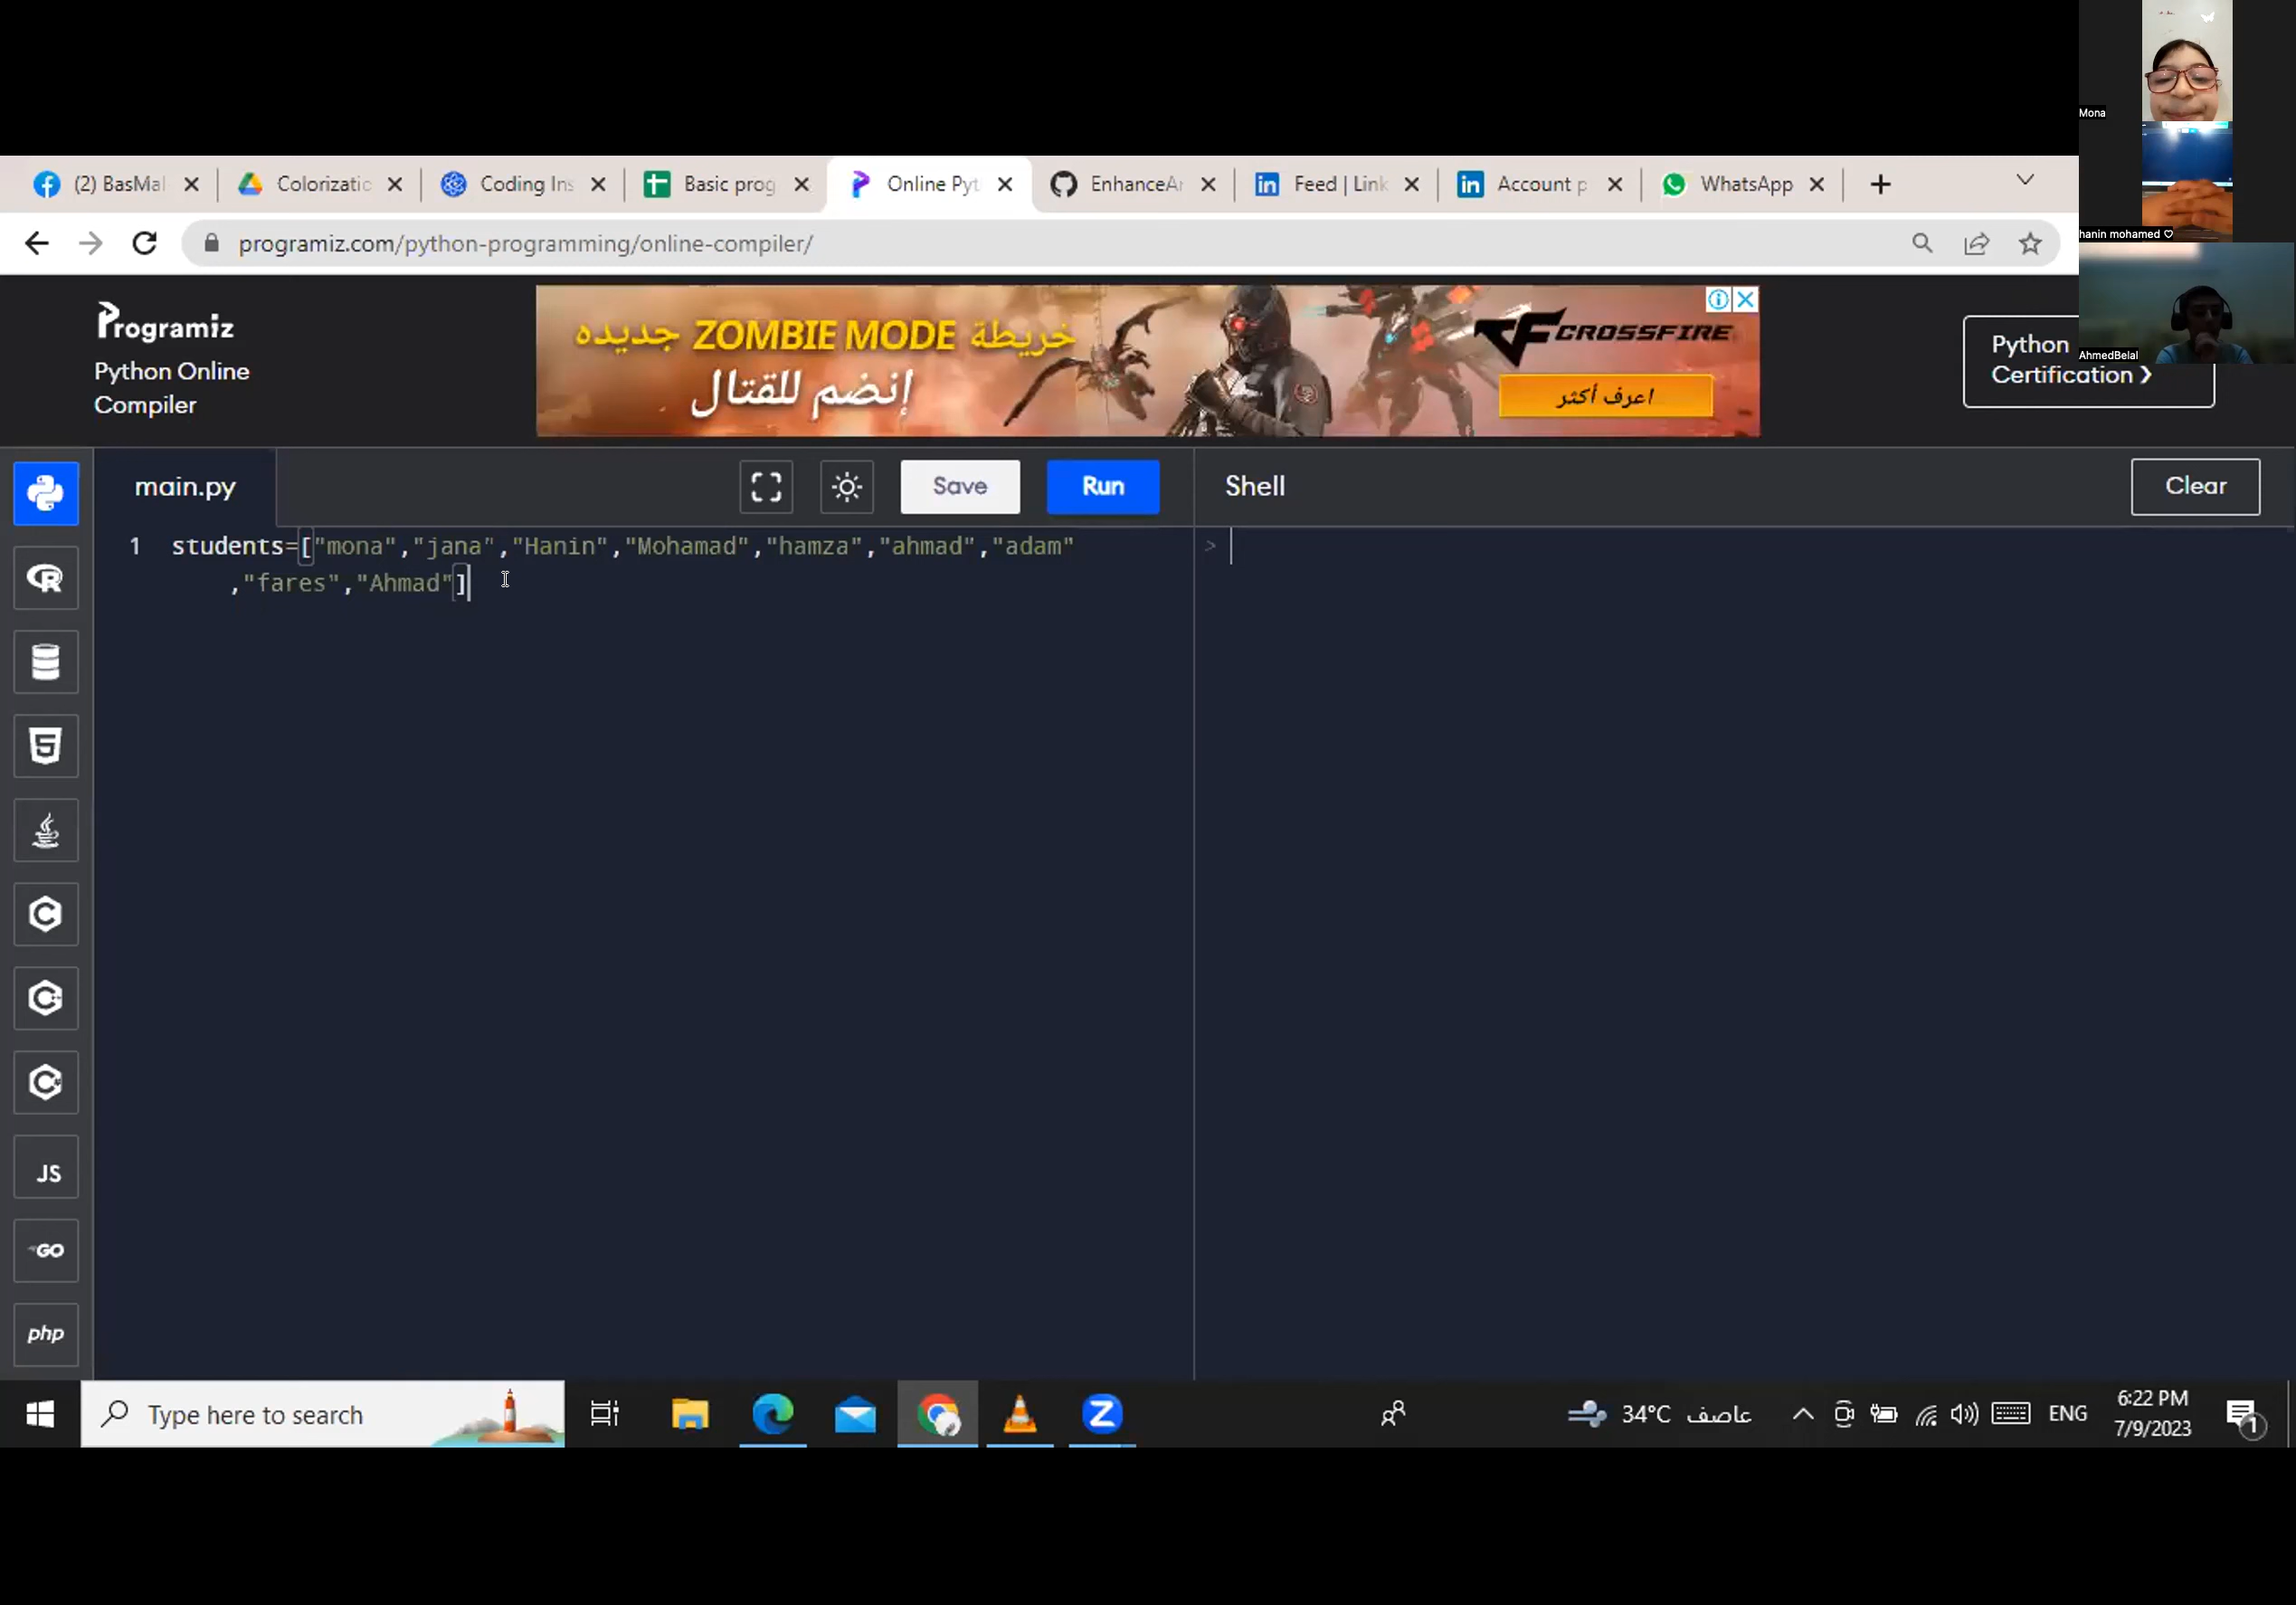 (2) BasMal
Colorizatic
Coding Ins
Basic prog
Online Pyt
EnhanceAr
Feed | Link
Account p
WhatsApp
programiz.com/python-programming/online-compiler/
Programiz
Python Online
Compiler
خريطة ZOMBIE MODE جديده
إنضم للقتال
CF CROSSFIRE
اعرف أكثر
Python
Certification
Mona
hanin mohamed ♡
AhmedBelal
main.py
Save
Run
Shell
Clear
1 students=["mona","jana","Hanin","Mohamad","hamza","ahmad","adam"
,"fares","Ahmad"]
>
JS
GO
php
Type here to search
34°C عاصف
ENG
6:22 PM
7/9/2023
1